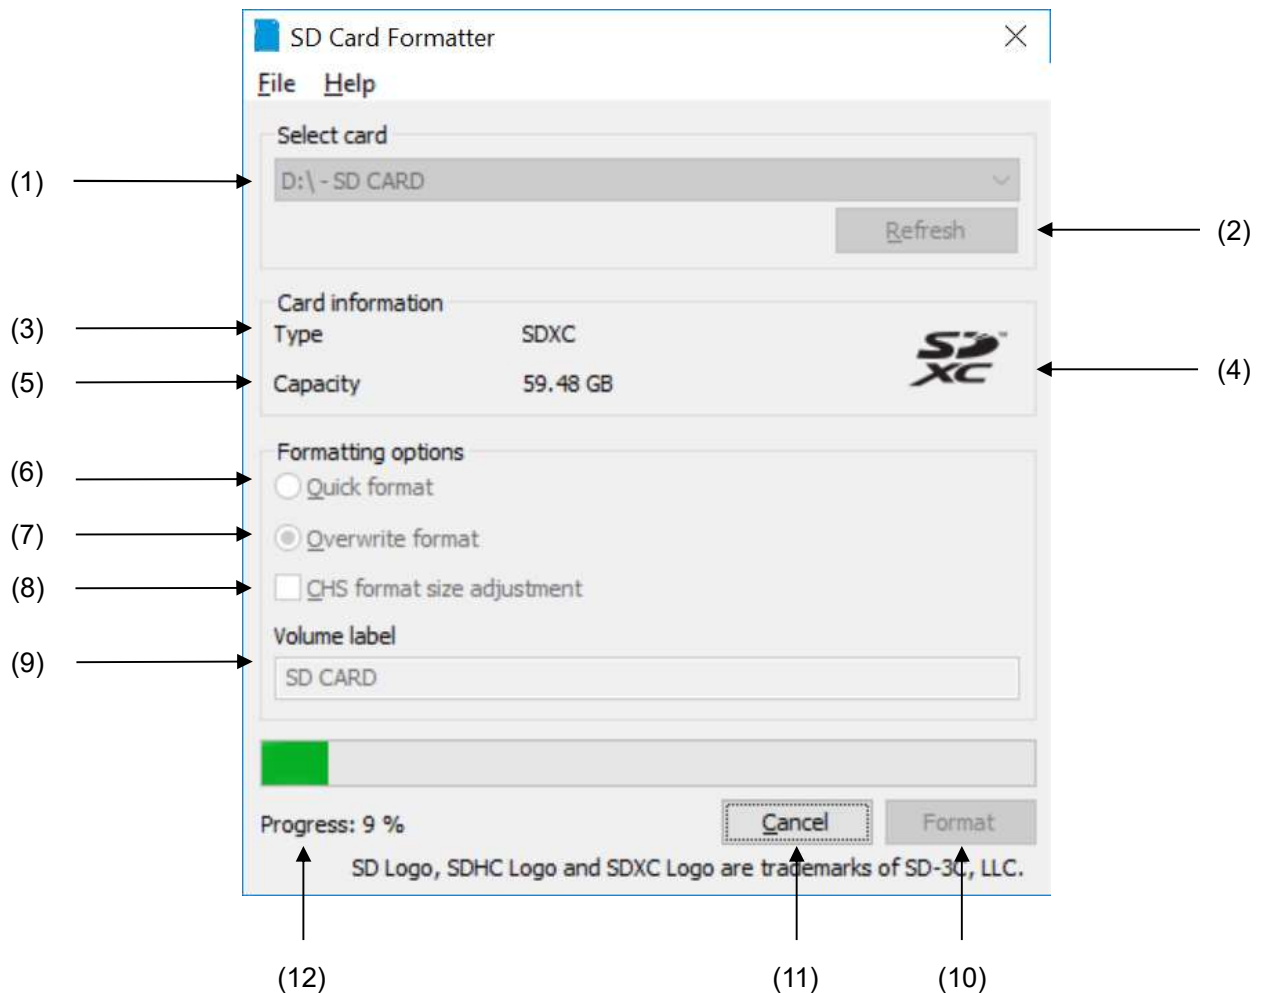 SD Card Formatter
File Help
Select card
(1) D:\ - SD CARD
Refresh (2)
Card information
(3) Type SDXC
SD XC ™ (4)
(5) Capacity 59.48 GB
Formatting options
(6) Quick format
(7) Overwrite format
(8) CHS format size adjustment
Volume label
(9) SD CARD
Progress: 9 % Cancel Format
SD Logo, SDHC Logo and SDXC Logo are trademarks of SD-3C, LLC.
(12) (11) (10)